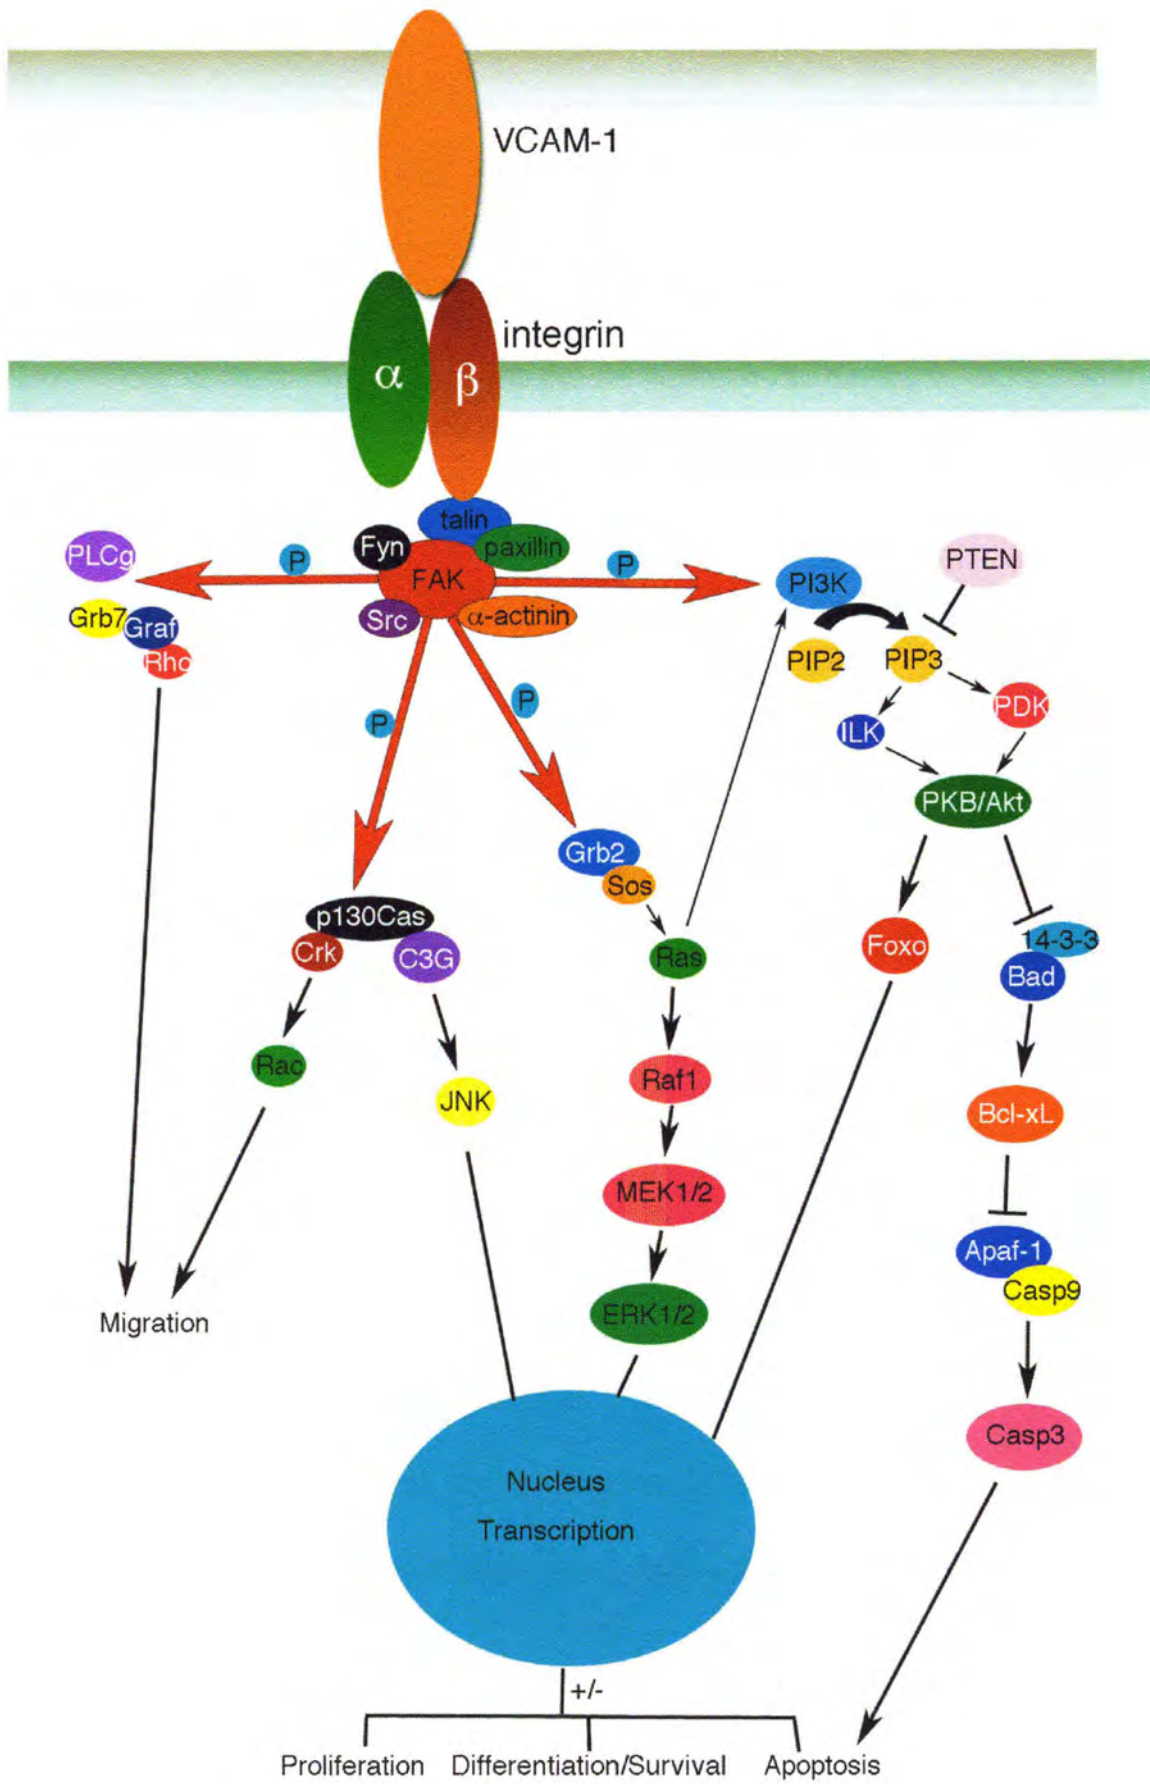 VCAM-1
integrin
α
β
talin
Fyn
paxillin
PLCg
P
FAK
P
PI3K
PTEN
Grb7
Graf
Src
α-actinin
Rho
PIP2
PIP3
P
P
ILK
PDK
PKB/Akt
Grb2
Sos
p130Cas
Crk
C3G
Ras
Foxo
14-3-3
Bad
Rac
JNK
Raf1
Bcl-xL
MEK1/2
Apaf-1
Casp9
Migration
ERK1/2
Casp3
Nucleus
Transcription
+/-
Proliferation
Differentiation/Survival
Apoptosis